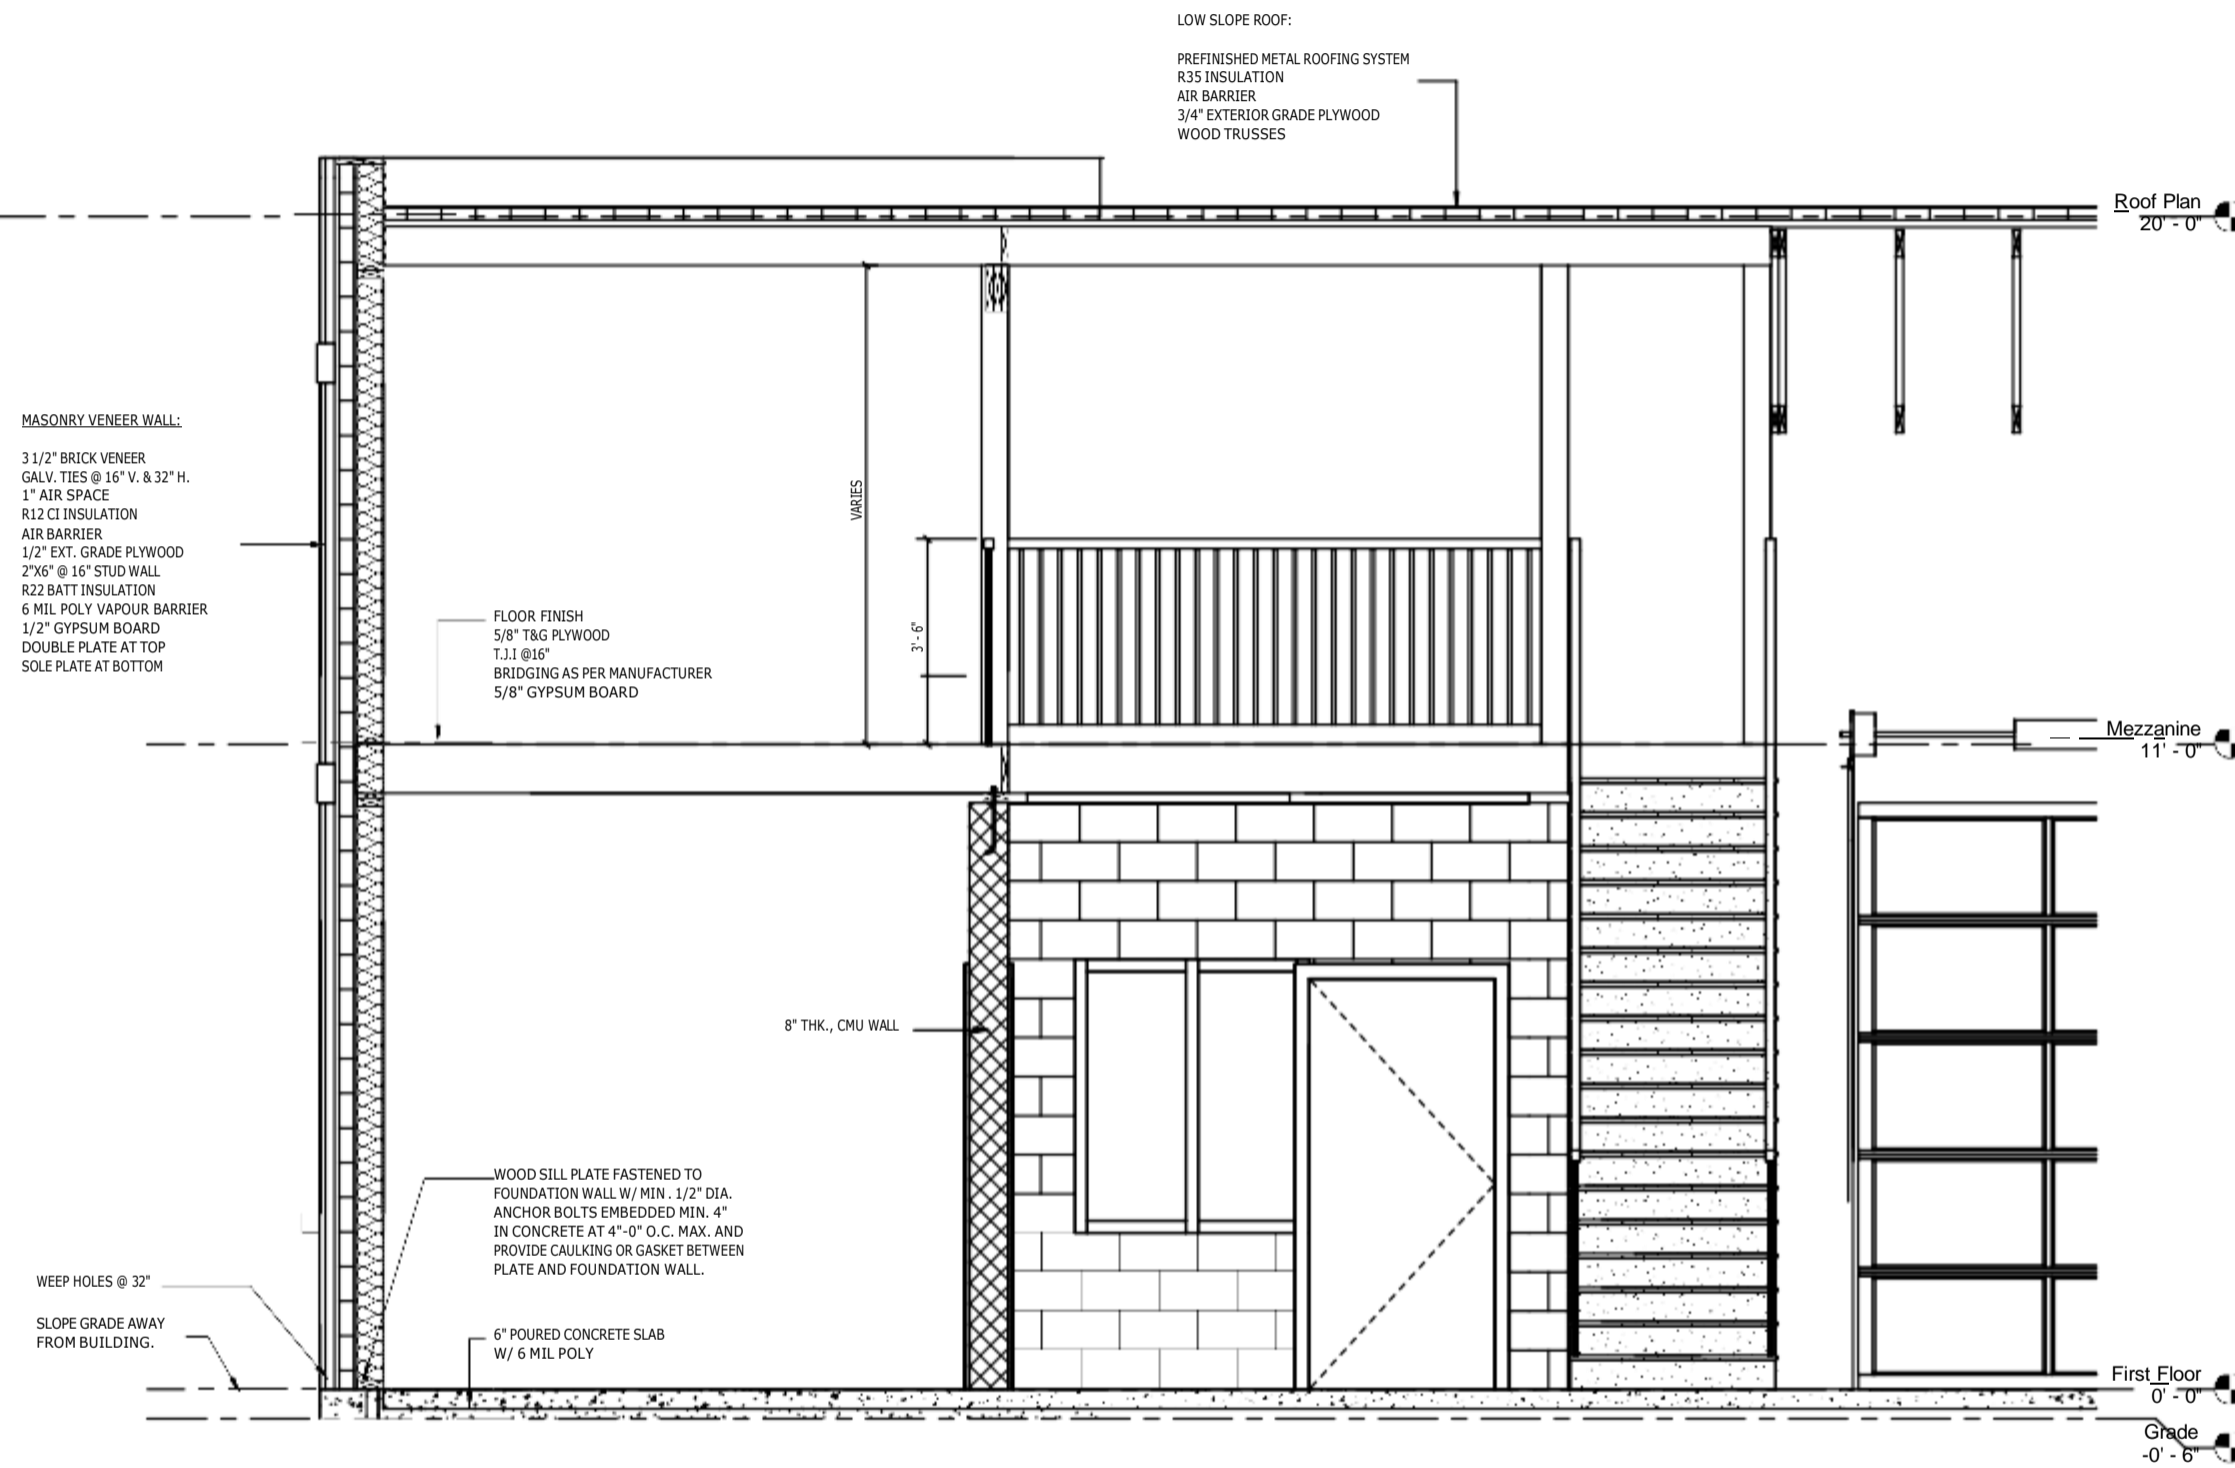 LOW SLOPE ROOF:
PREFINISHED METAL ROOFING SYSTEM
R35 INSULATION
AIR BARRIER
3/4" EXTERIOR GRADE PLYWOOD
WOOD TRUSSES
Roof Plan
20' - 0"
MASONRY VENEER WALL:
3 1/2" BRICK VENEER
GALV. TIES @ 16" V. & 32" H.
1" AIR SPACE
R12 CI INSULATION
AIR BARRIER
1/2" EXT. GRADE PLYWOOD
2"X6" @ 16" STUD WALL
R22 BATT INSULATION
6 MIL POLY VAPOUR BARRIER
1/2" GYPSUM BOARD
DOUBLE PLATE AT TOP
SOLE PLATE AT BOTTOM
VARIES
3' - 6"
FLOOR FINISH
5/8" T&G PLYWOOD
T.J.I @16"
BRIDGING AS PER MANUFACTURER
5/8" GYPSUM BOARD
Mezzanine
11' - 0"
8" THK., CMU WALL
WOOD SILL PLATE FASTENED TO
FOUNDATION WALL W/ MIN . 1/2" DIA.
ANCHOR BOLTS EMBEDDED MIN. 4"
IN CONCRETE AT 4"-0" O.C. MAX. AND
PROVIDE CAULKING OR GASKET BETWEEN
PLATE AND FOUNDATION WALL.
WEEP HOLES @ 32"
SLOPE GRADE AWAY
FROM BUILDING.
6" POURED CONCRETE SLAB
W/ 6 MIL POLY
First Floor
0' - 0"
Grade
-0' - 6"